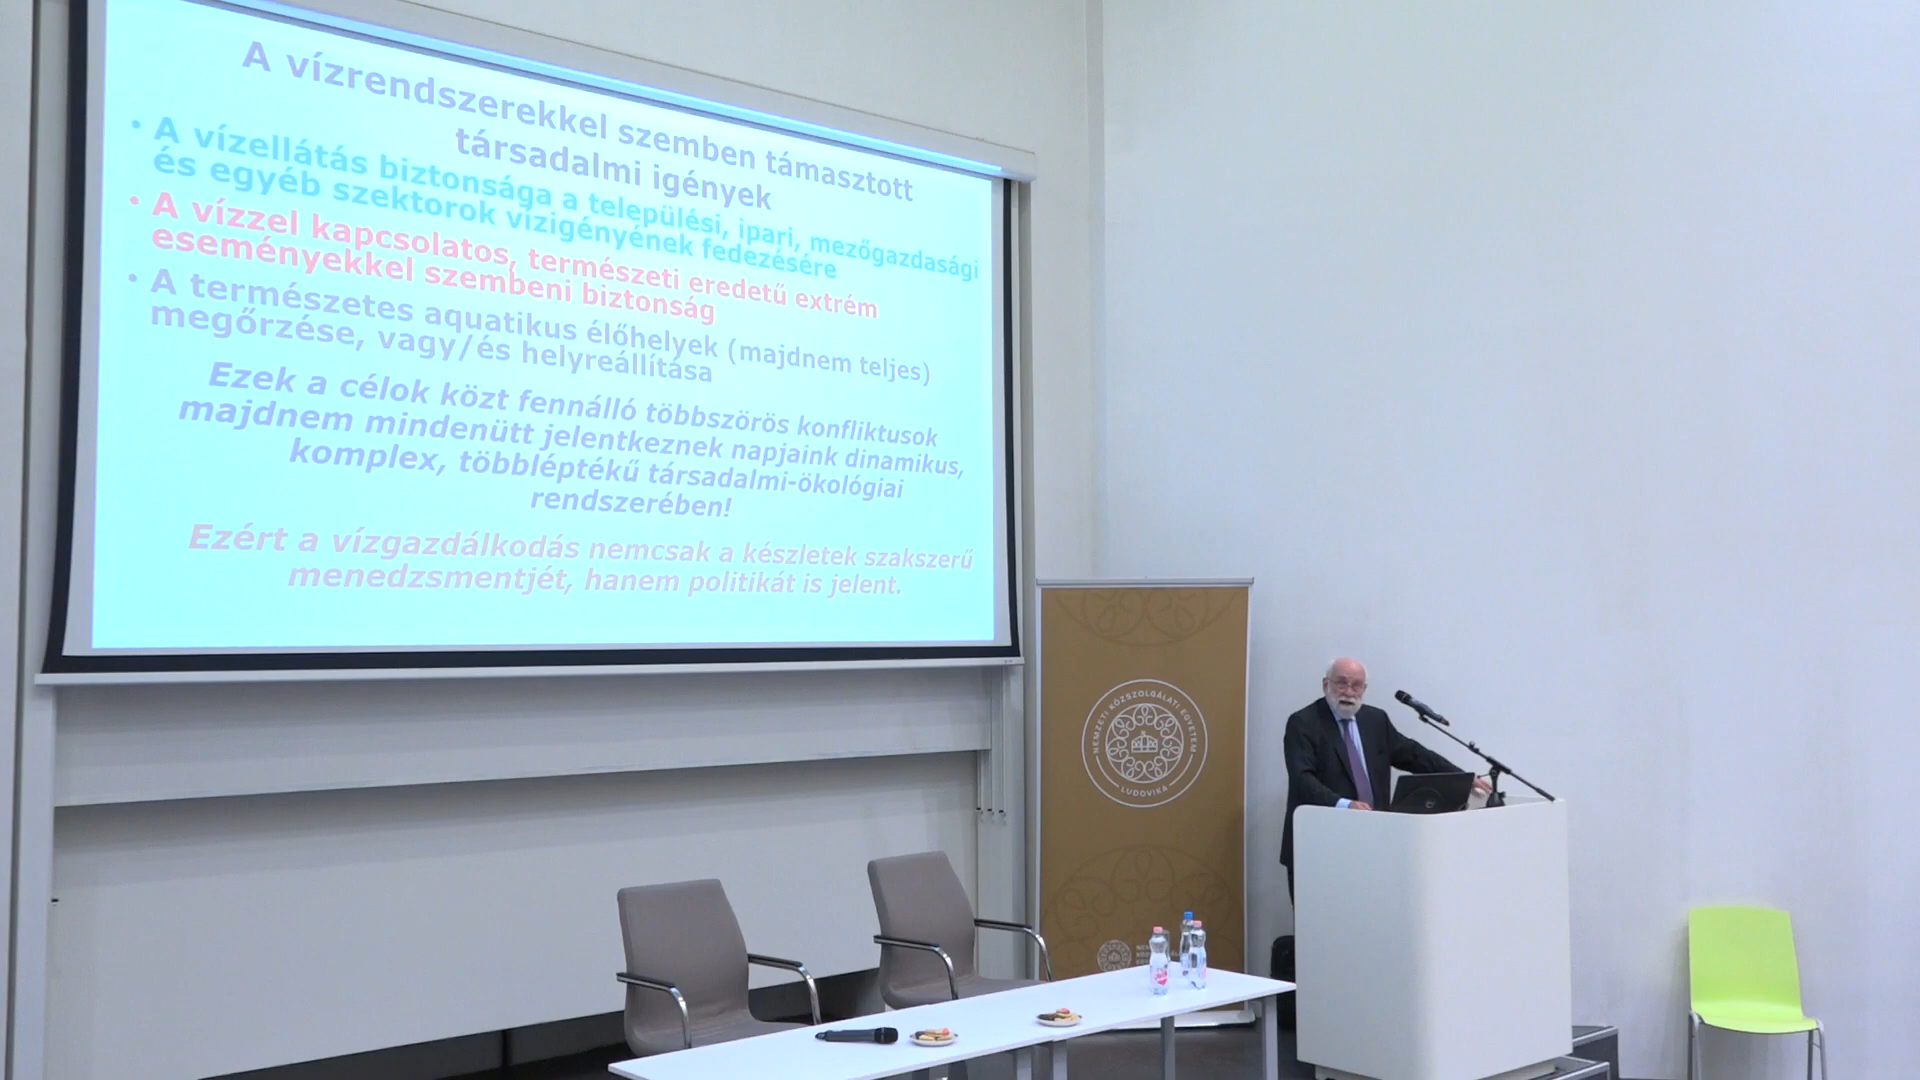 A vízrendszerekkel szemben támasztott
társadalmi igények
• A vízellátás biztonsága a települési, ipari, mezőgazdasági
és egyéb szektorok vízigényének fedezésére
• A vízzel kapcsolatos, természeti eredetű extrém
eseményekkel szembeni biztonság
• A természetes aquatikus élőhelyek (majdnem teljes)
megőrzése, vagy/és helyreállítása
Ezek a célok közt fennálló többszörös konfliktusok
majdnem mindenütt jelentkeznek napjaink dinamikus,
komplex, többléptékű társadalmi-ökológiai
rendszerében!
Ezért a vízgazdálkodás nemcsak a készletek szakszerű
menedzsmentjét, hanem politikát is jelent.
NEMZETI KÖZSZOLGÁLATI EGYETEM
LUDOVIKA